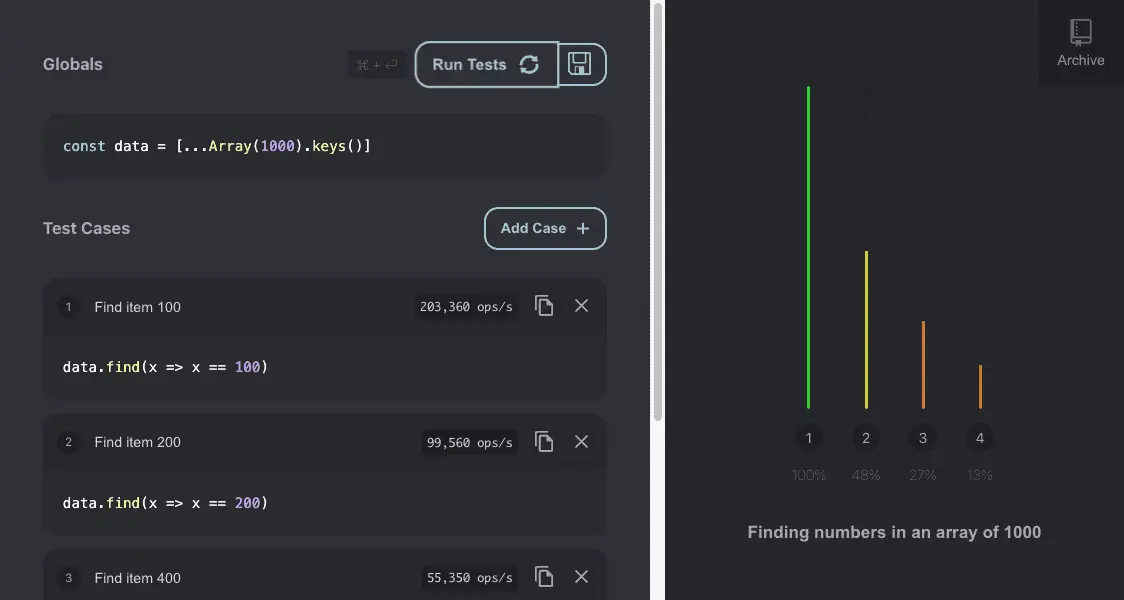 Globals
⌘ + ⏎
Run Tests
const data = [...Array(1000).keys()]
Test Cases
Add Case +
1 Find item 100
203,360 ops/s
data.find(x => x == 100)
2 Find item 200
99,560 ops/s
data.find(x => x == 200)
3 Find item 400
55,350 ops/s
Archive
1 2 3 4
100% 48% 27% 13%
Finding numbers in an array of 1000